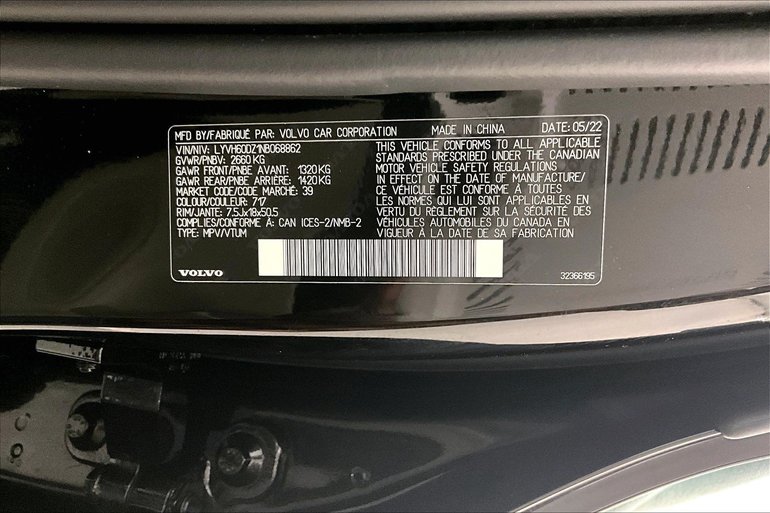 MFD BY/FABRIQUÉ PAR: VOLVO CAR CORPORATION MADE IN CHINA DATE: 05/22
VIN/NIV: LYVH60DZ1NB068862
GVWR/PNBV: 2660 KG
GAWR FRONT/PNBE AVANT: 1320 KG
GAWR REAR/PNBE ARRIÈRE: 1420 KG
MARKET CODE/CODE MARCHÉ: 39
COLOUR/COULEUR: 717
RIM/JANTE: 7.5Jx18x50.5
COMPLIES/CONFORME À: CAN ICES-2/NMB-2
TYPE: MPV/VTUM
THIS VEHICLE CONFORMS TO ALL APPLICABLE
STANDARDS PRESCRIBED UNDER THE CANADIAN
MOTOR VEHICLE SAFETY REGULATIONS
IN EFFECT ON THE DATE OF MANUFACTURE/
CE VÉHICULE EST CONFORME À TOUTES
LES NORMES QUI LUI SONT APPLICABLES EN
VERTU DU RÈGLEMENT SUR LA SÉCURITÉ DES
VÉHICULES AUTOMOBILES DU CANADA EN
VIGUEUR À LA DATE DE SA FABRICATION
VOLVO
32366195